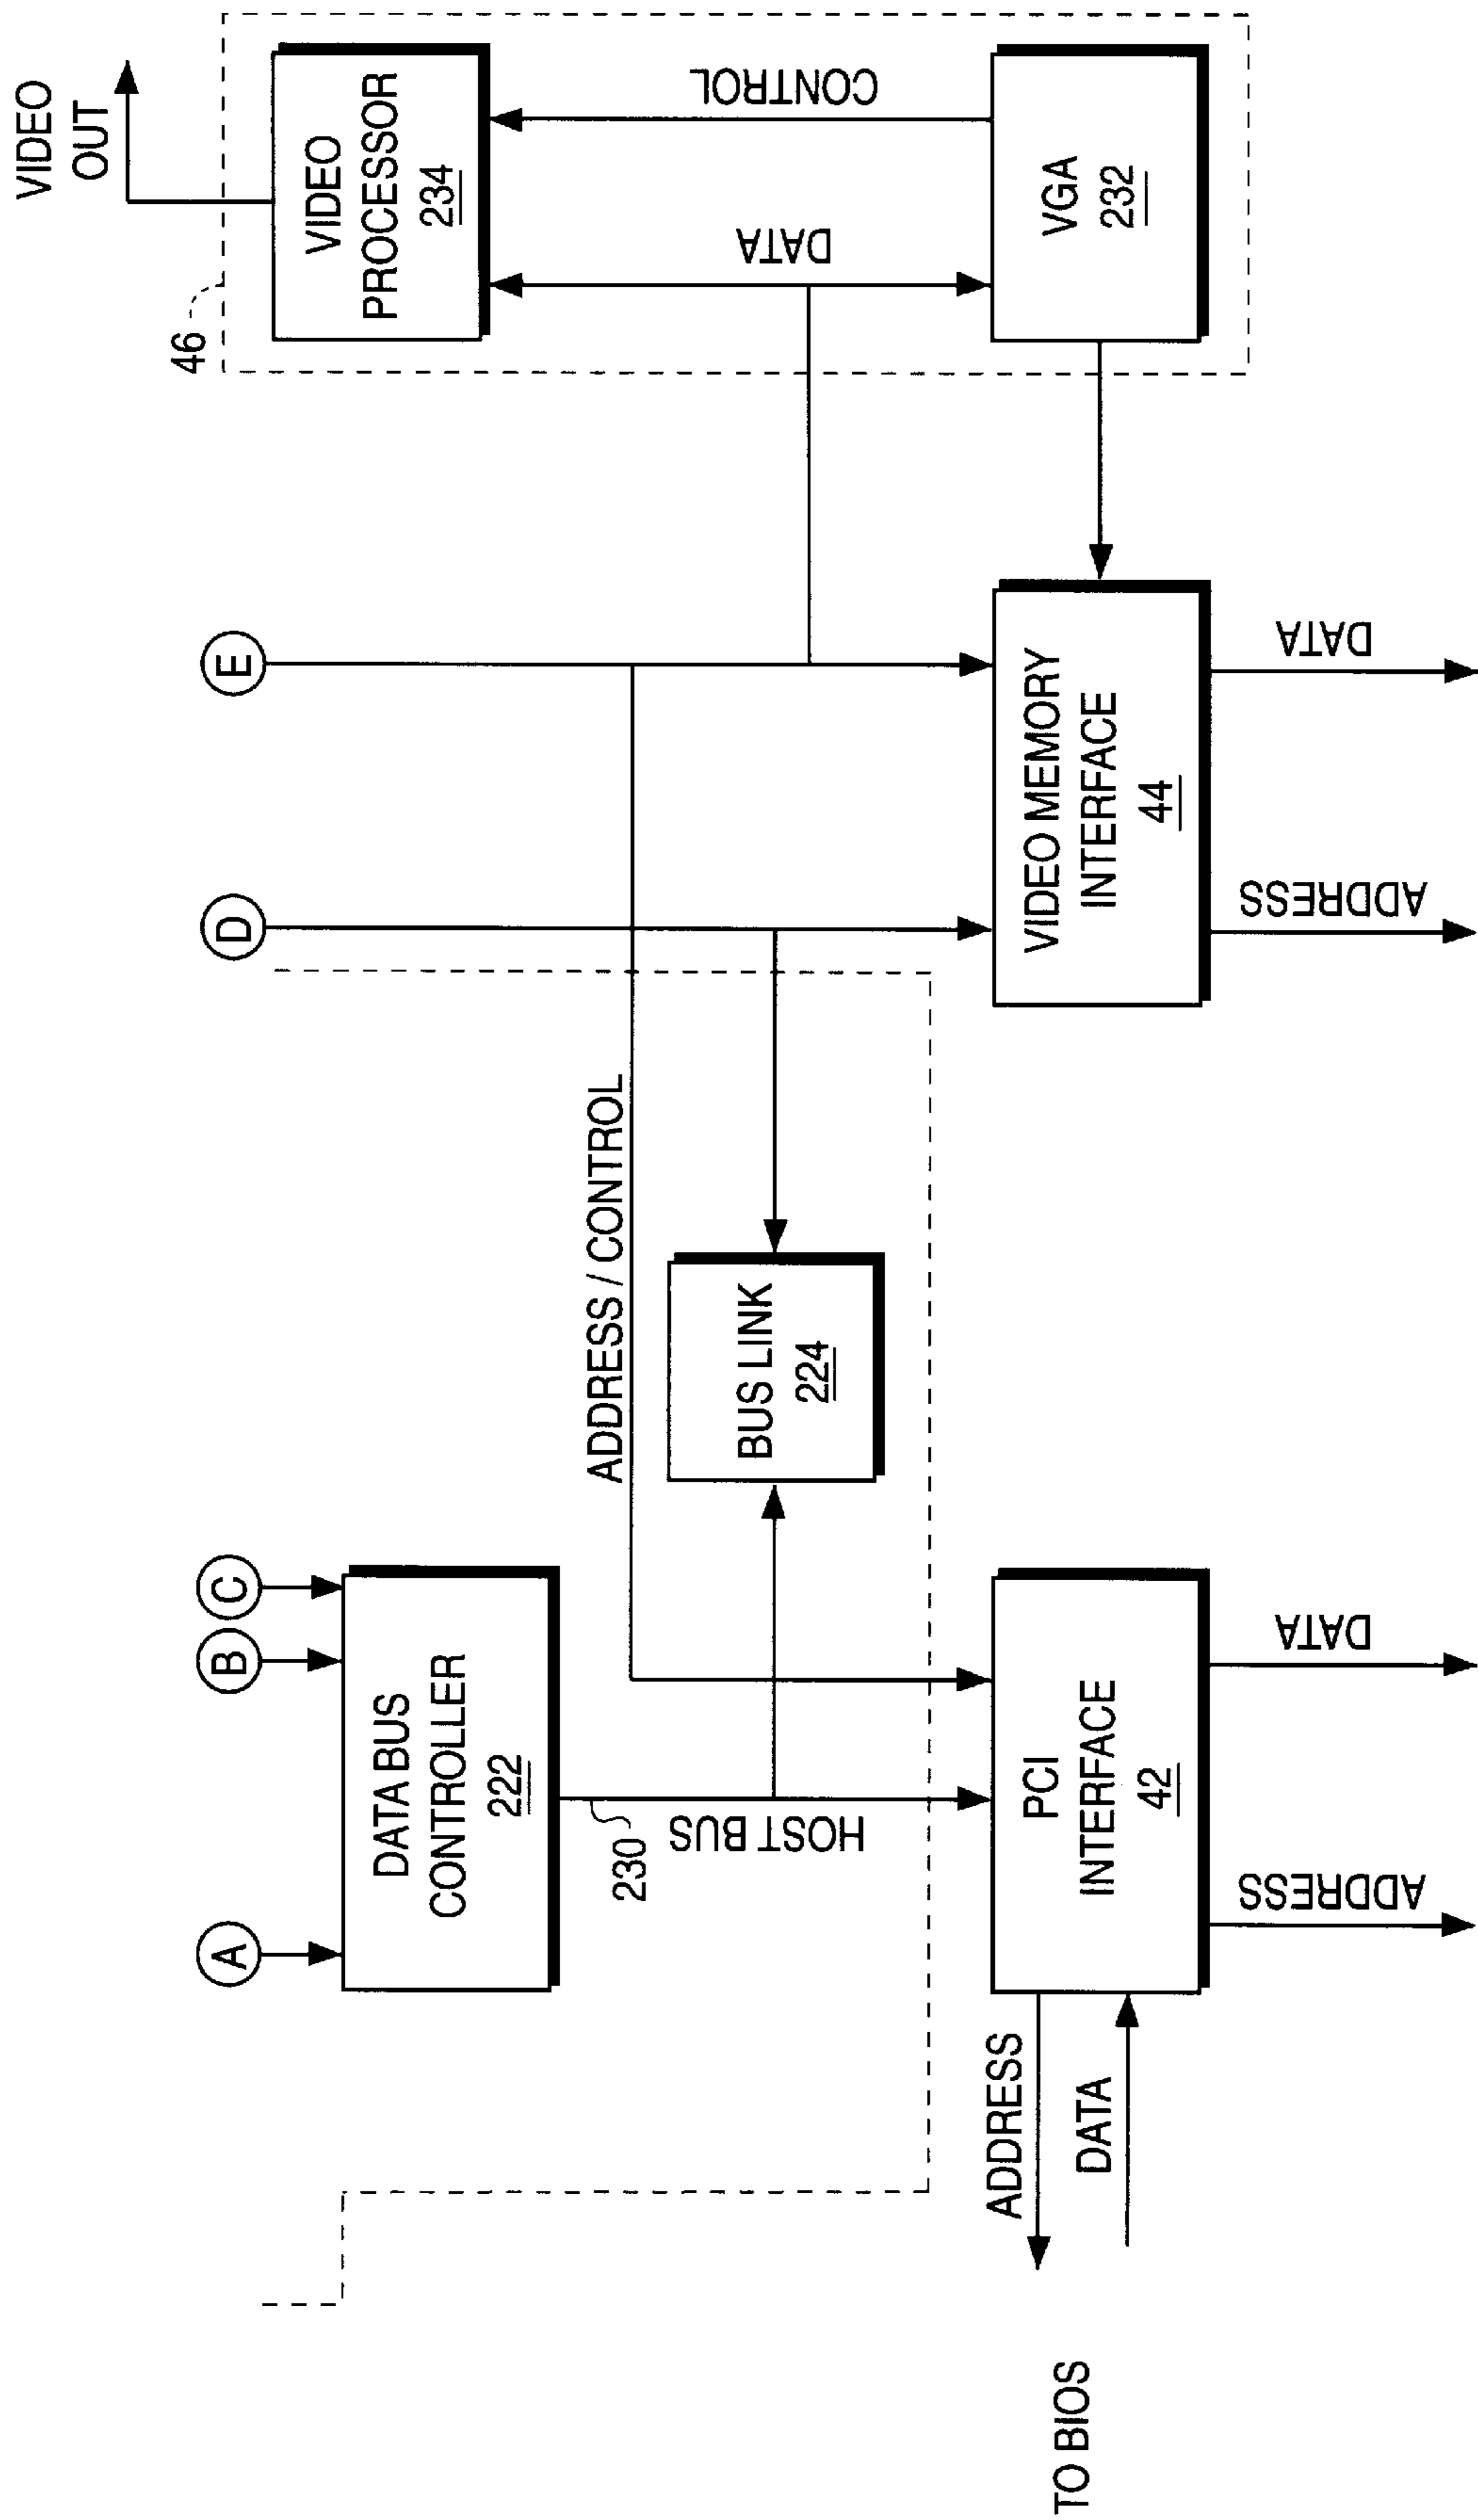 A
B
C
D
E
VIDEO
OUT
46
DATA BUS
CONTROLLER
222
VIDEO
PROCESSOR
234
230
HOST BUS
ADDRESS / CONTROL
BUS LINK
224
DATA
CONTROL
ADDRESS
DATA
TO BIOS
PCI
INTERFACE
42
VIDEO MEMORY
INTERFACE
44
VGA
232
ADDRESS
DATA
ADDRESS
DATA